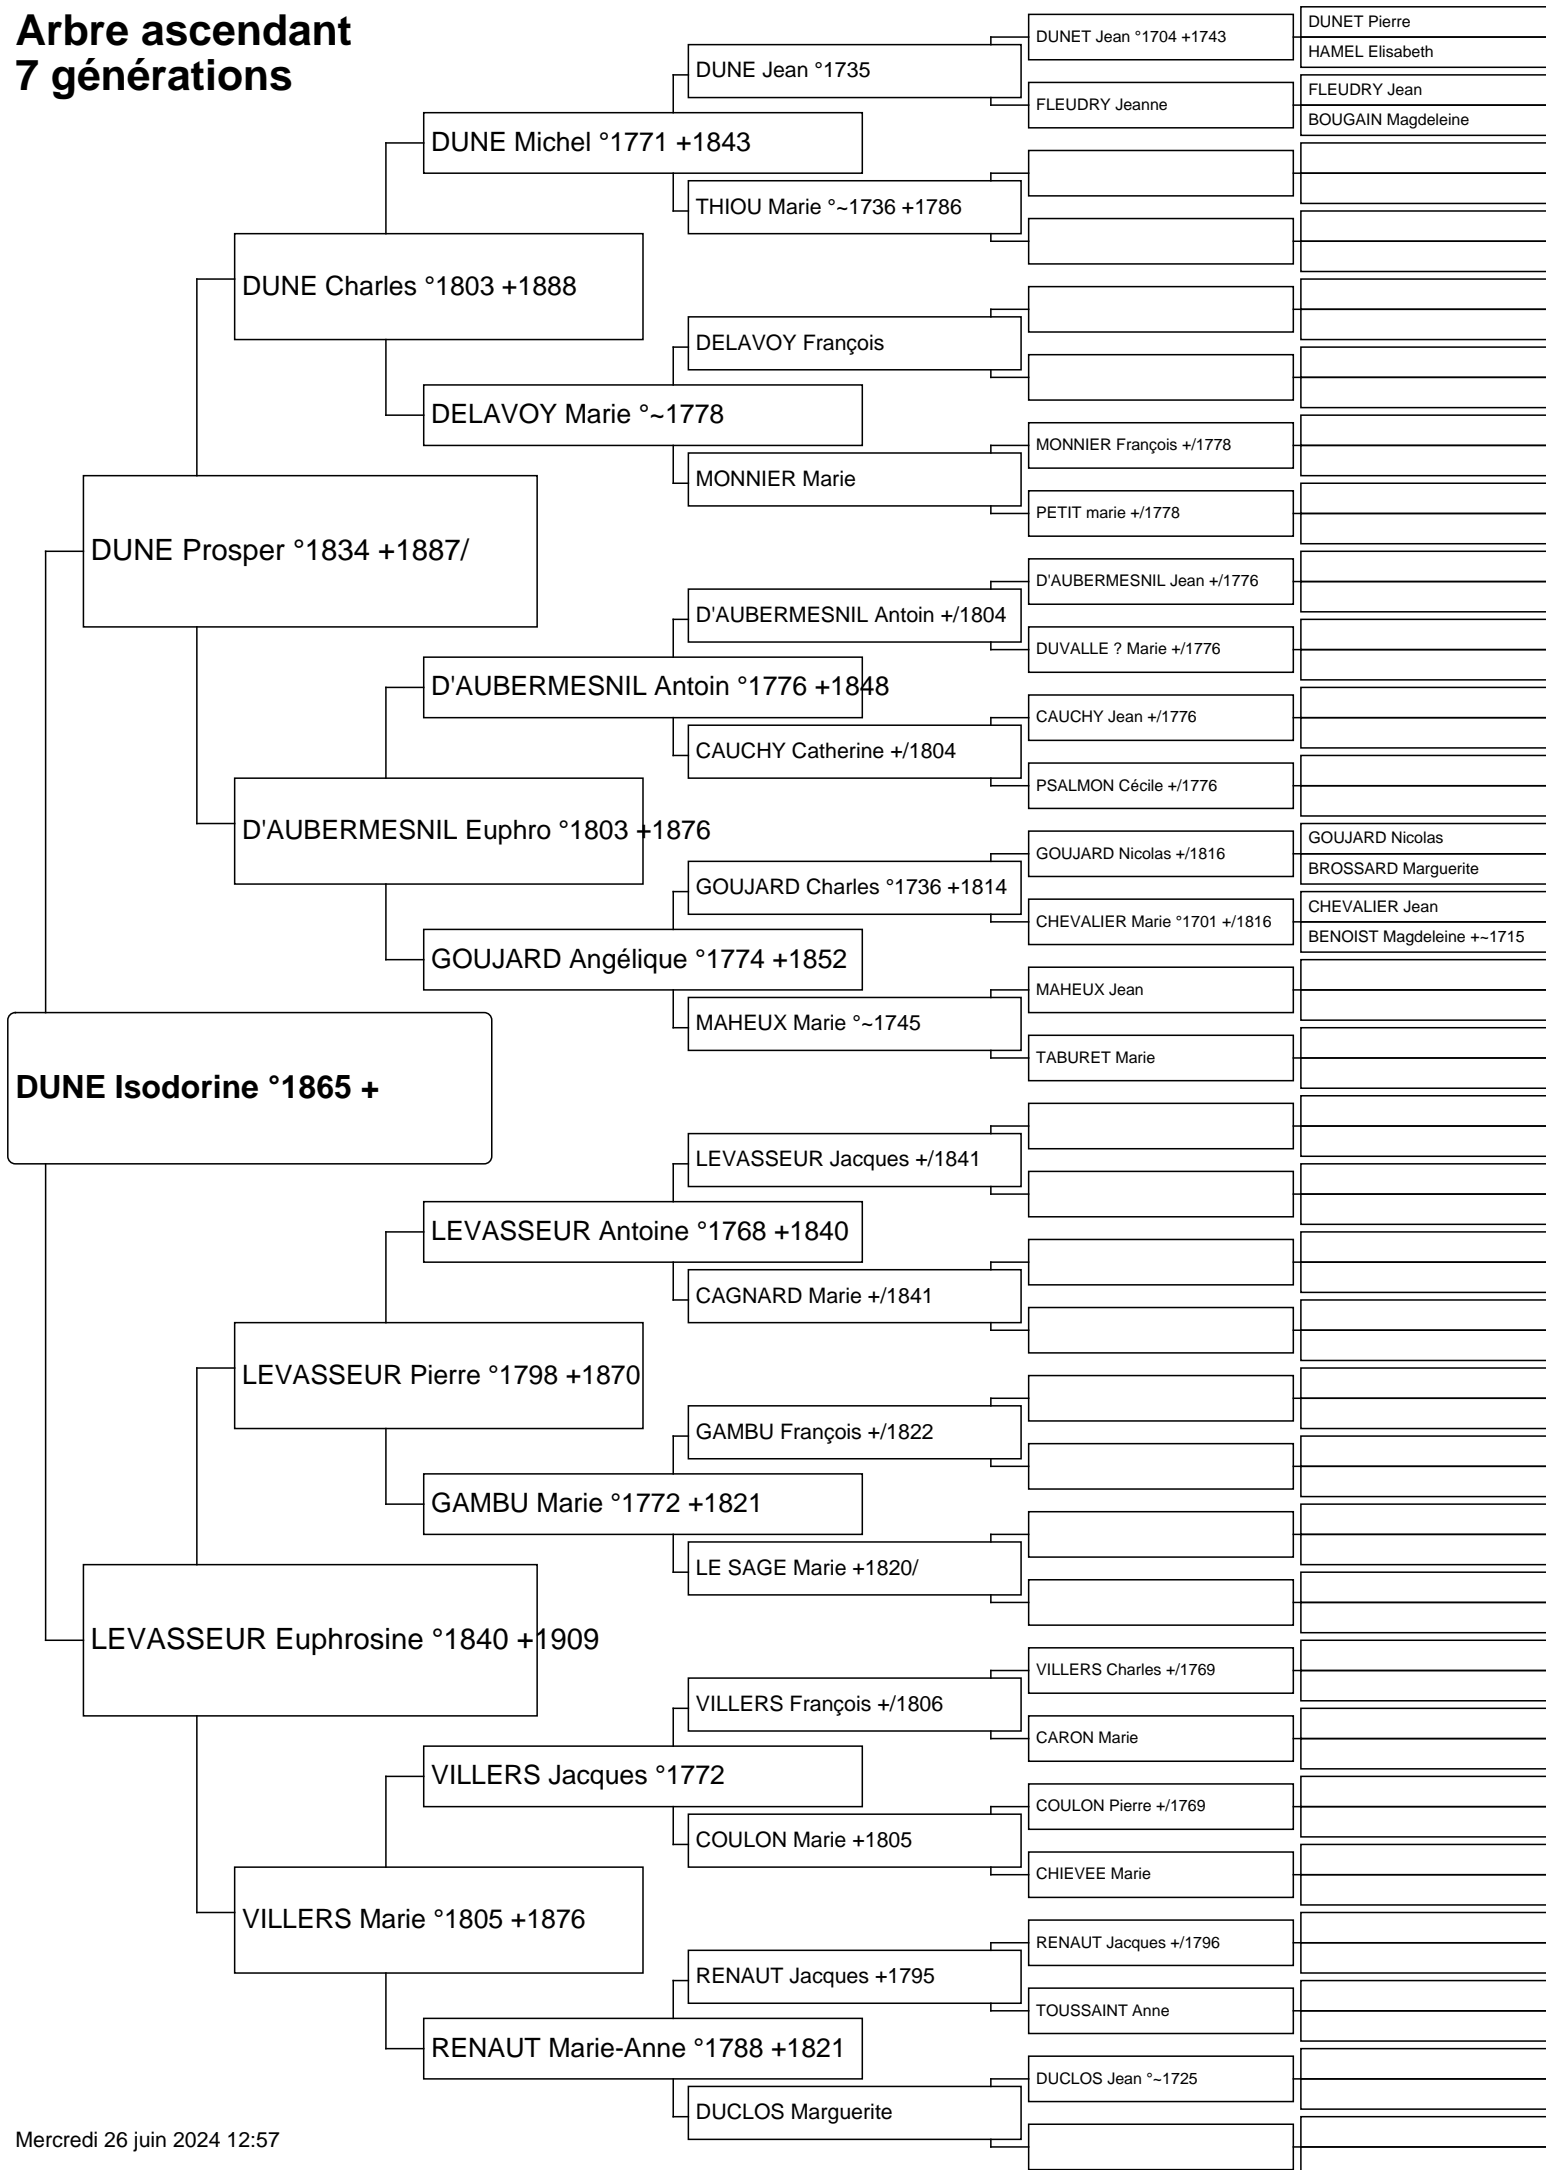 Arbre ascendant
7 générations
DUNE Isodorine °1865 +
DUNE Prosper °1834 +1887/
LEVASSEUR Euphrosine °1840 +1909
DUNE Charles °1803 +1888
D'AUBERMESNIL Euphro °1803 +1876
LEVASSEUR Pierre °1798 +1870
VILLERS Marie °1805 +1876
DUNE Michel °1771 +1843
DELAVOY Marie °~1778
D'AUBERMESNIL Antoin °1776 +1848
GOUJARD Angélique °1774 +1852
LEVASSEUR Antoine °1768 +1840
GAMBU Marie °1772 +1821
VILLERS Jacques °1772
RENAUT Marie-Anne °1788 +1821
DUNE Jean °1735
THIOU Marie °~1736 +1786
DELAVOY François
MONNIER Marie
D'AUBERMESNIL Antoin +/1804
CAUCHY Catherine +/1804
GOUJARD Charles °1736 +1814
MAHEUX Marie °~1745
LEVASSEUR Jacques +/1841
CAGNARD Marie +/1841
GAMBU François +/1822
LE SAGE Marie +1820/
VILLERS François +/1806
COULON Marie +1805
RENAUT Jacques +1795
DUCLOS Marguerite
DUNET Jean °1704 +1743
FLEUDRY Jeanne
MONNIER François +/1778
PETIT marie +/1778
D'AUBERMESNIL Jean +/1776
DUVALLE ? Marie +/1776
CAUCHY Jean +/1776
PSALMON Cécile +/1776
GOUJARD Nicolas +/1816
CHEVALIER Marie °1701 +/1816
MAHEUX Jean
TABURET Marie
VILLERS Charles +/1769
CARON Marie
COULON Pierre +/1769
CHIEVEE Marie
RENAUT Jacques +/1796
TOUSSAINT Anne
DUCLOS Jean °~1725
DUNET Pierre
HAMEL Elisabeth
FLEUDRY Jean
BOUGAIN Magdeleine
GOUJARD Nicolas
BROSSARD Marguerite
CHEVALIER Jean
BENOIST Magdeleine +~1715
Mercredi 26 juin 2024 12:57